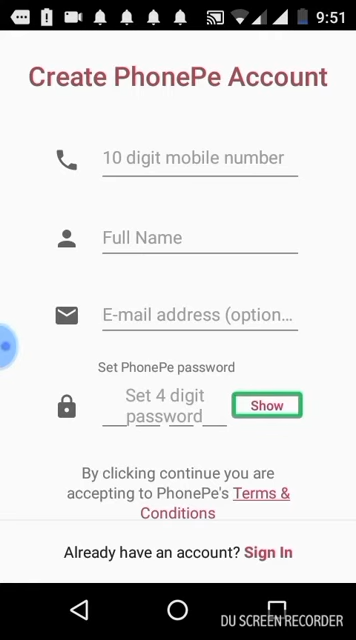 9:51
Create PhonePe Account
10 digit mobile number
Full Name
E-mail address (option...
Set PhonePe password
Set 4 digit
password
Show
By clicking continue you are
accepting to PhonePe's Terms &
Conditions
Already have an account? Sign In
DU SCREEN RECORDER